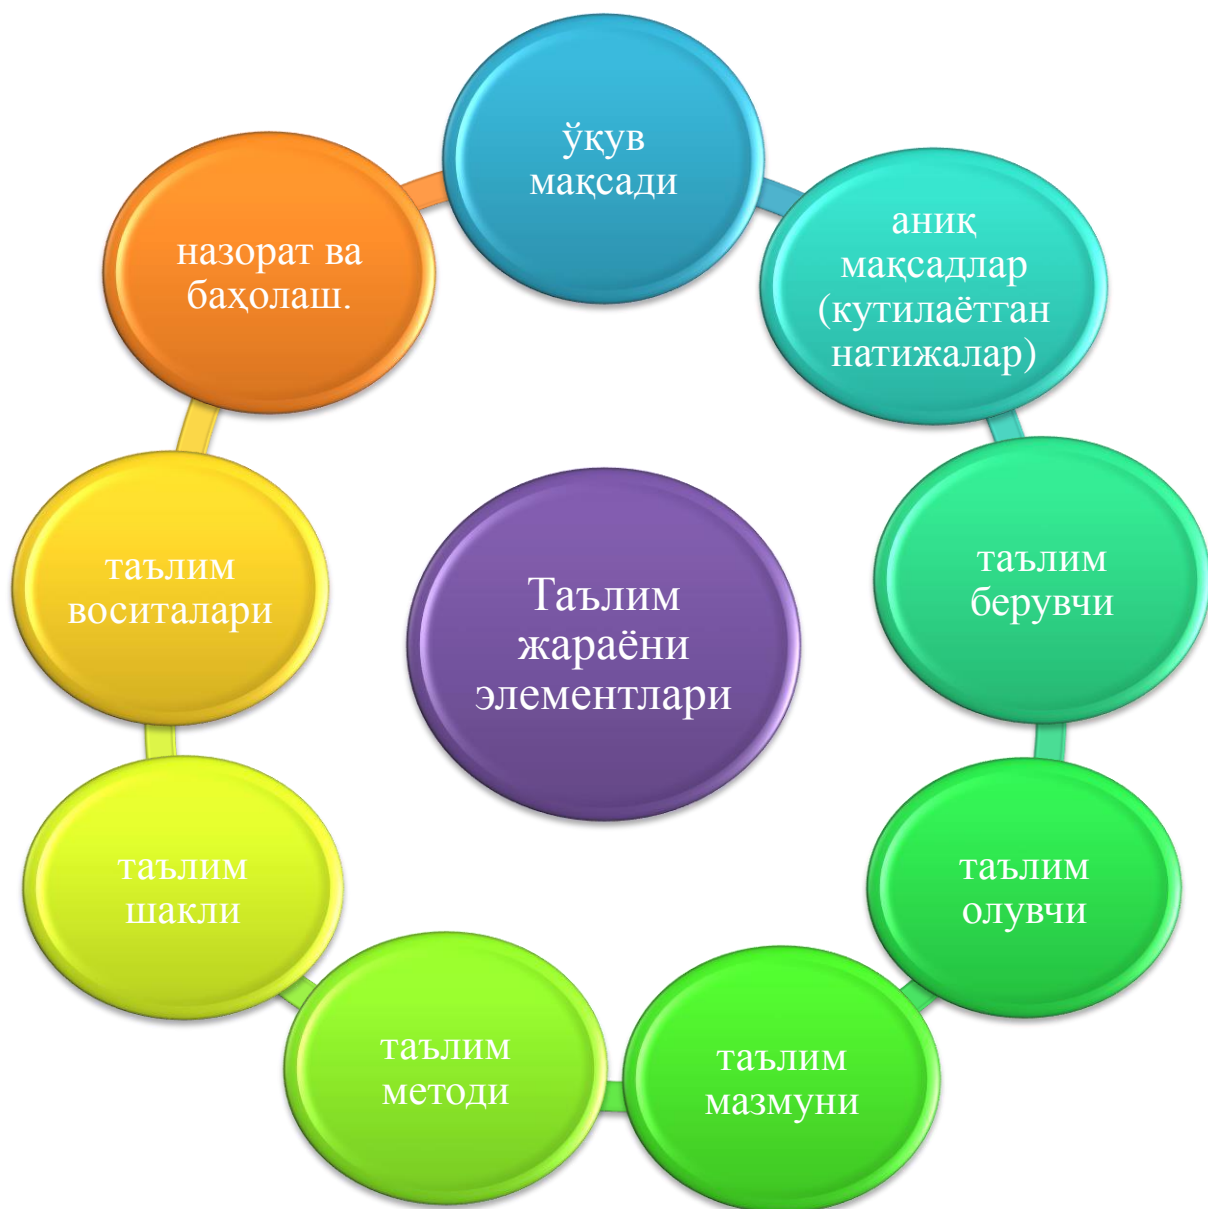 ўқув
мақсади
аниқ
мақсадлар
(кутилаётган
натижалар)
таълим
берувчи
таълим
олувчи
таълим
мазмуни
таълим
методи
таълим
шакли
таълим
воситалари
назорат ва
баҳолаш.
Таълим
жараёни
элементлари